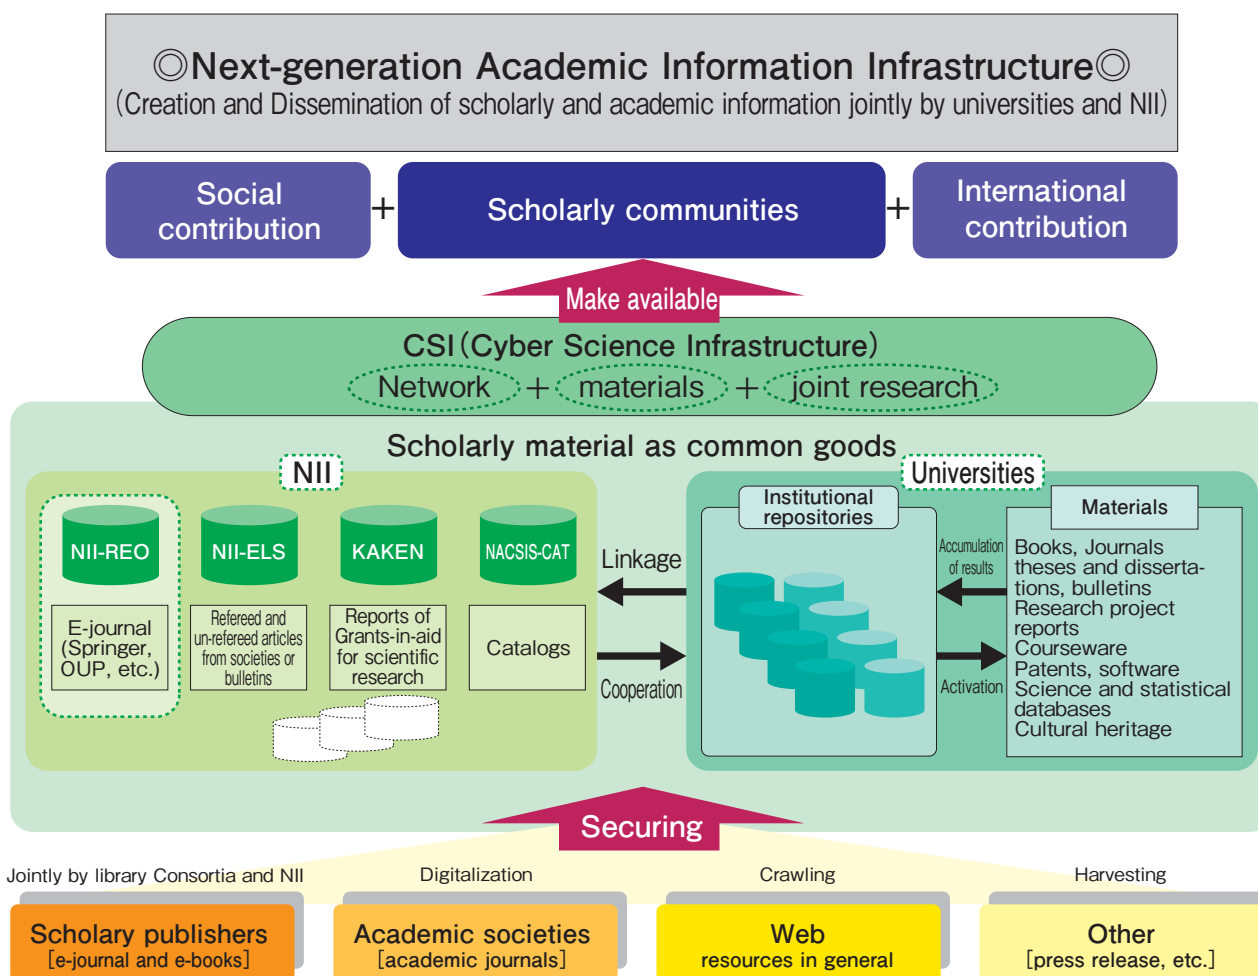 ◎Next-generation Academic Information Infrastructure◎
(Creation and Dissemination of scholarly and academic information jointly by universities and NII)
Social
contribution
+
Scholarly communities
+
International
contribution
Make available
CSI(Cyber Science Infrastructure)
Network + materials + joint research
Scholarly material as common goods
NII
NII-REO
NII-ELS
KAKEN
NACSIS-CAT
E-journal
(Springer,
OUP, etc.)
Refereed and
un-refereed articles
from societies or
bulletins
Reports of
Grants-in-aid
for scientific
research
Catalogs
Linkage
Cooperation
Universities
Institutional
repositories
Accumulation
of results
Activation
Materials
Books, Journals
theses and disserta-
tions, bulletins
Research project
reports
Courseware
Patents, software
Science and statistical
databases
Cultural heritage
Securing
Jointly by library Consortia and NII
Digitalization
Crawling
Harvesting
Scholary publishers
[e-journal and e-books]
Academic societies
[academic journals]
Web
resources in general
Other
[press release, etc.]